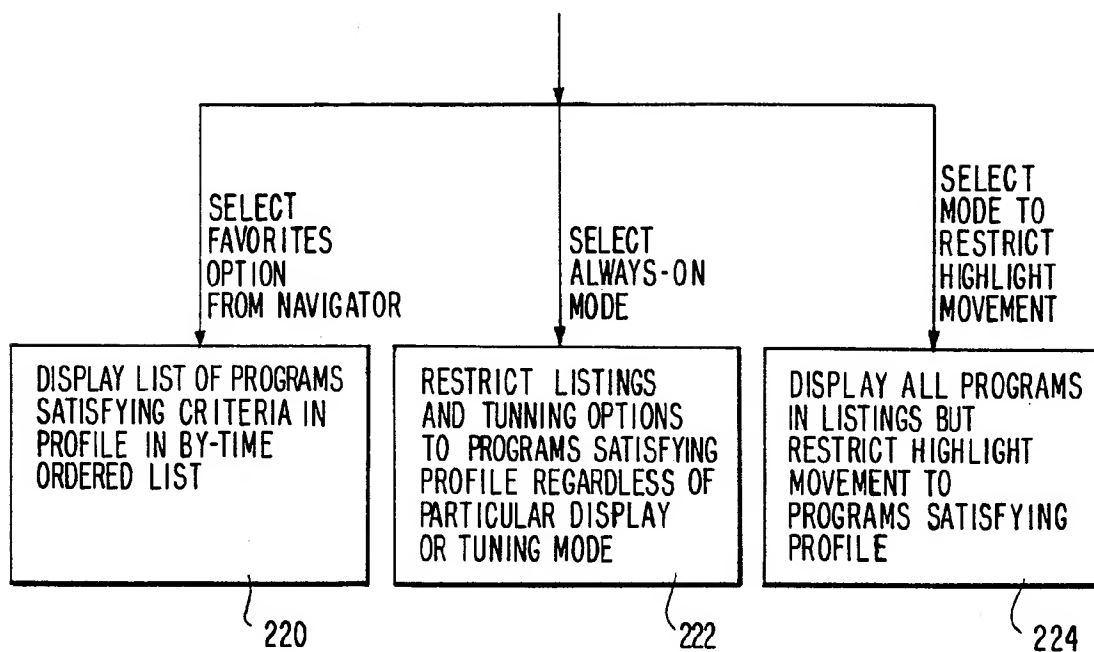 SELECT
FAVORITES
OPTION
FROM NAVIGATOR
SELECT
ALWAYS-ON
MODE
SELECT
MODE TO
RESTRICT
HIGHLIGHT
MOVEMENT
DISPLAY LIST OF PROGRAMS
SATISFYING CRITERIA IN
PROFILE IN BY-TIME
ORDERED LIST
220
RESTRICT LISTINGS
AND TUNNING OPTIONS
TO PROGRAMS SATISFYING
PROFILE REGARDLESS OF
PARTICULAR DISPLAY
OR TUNING MODE
222
DISPLAY ALL PROGRAMS
IN LISTINGS BUT
RESTRICT HIGHLIGHT
MOVEMENT TO
PROGRAMS SATISFYING
PROFILE
224